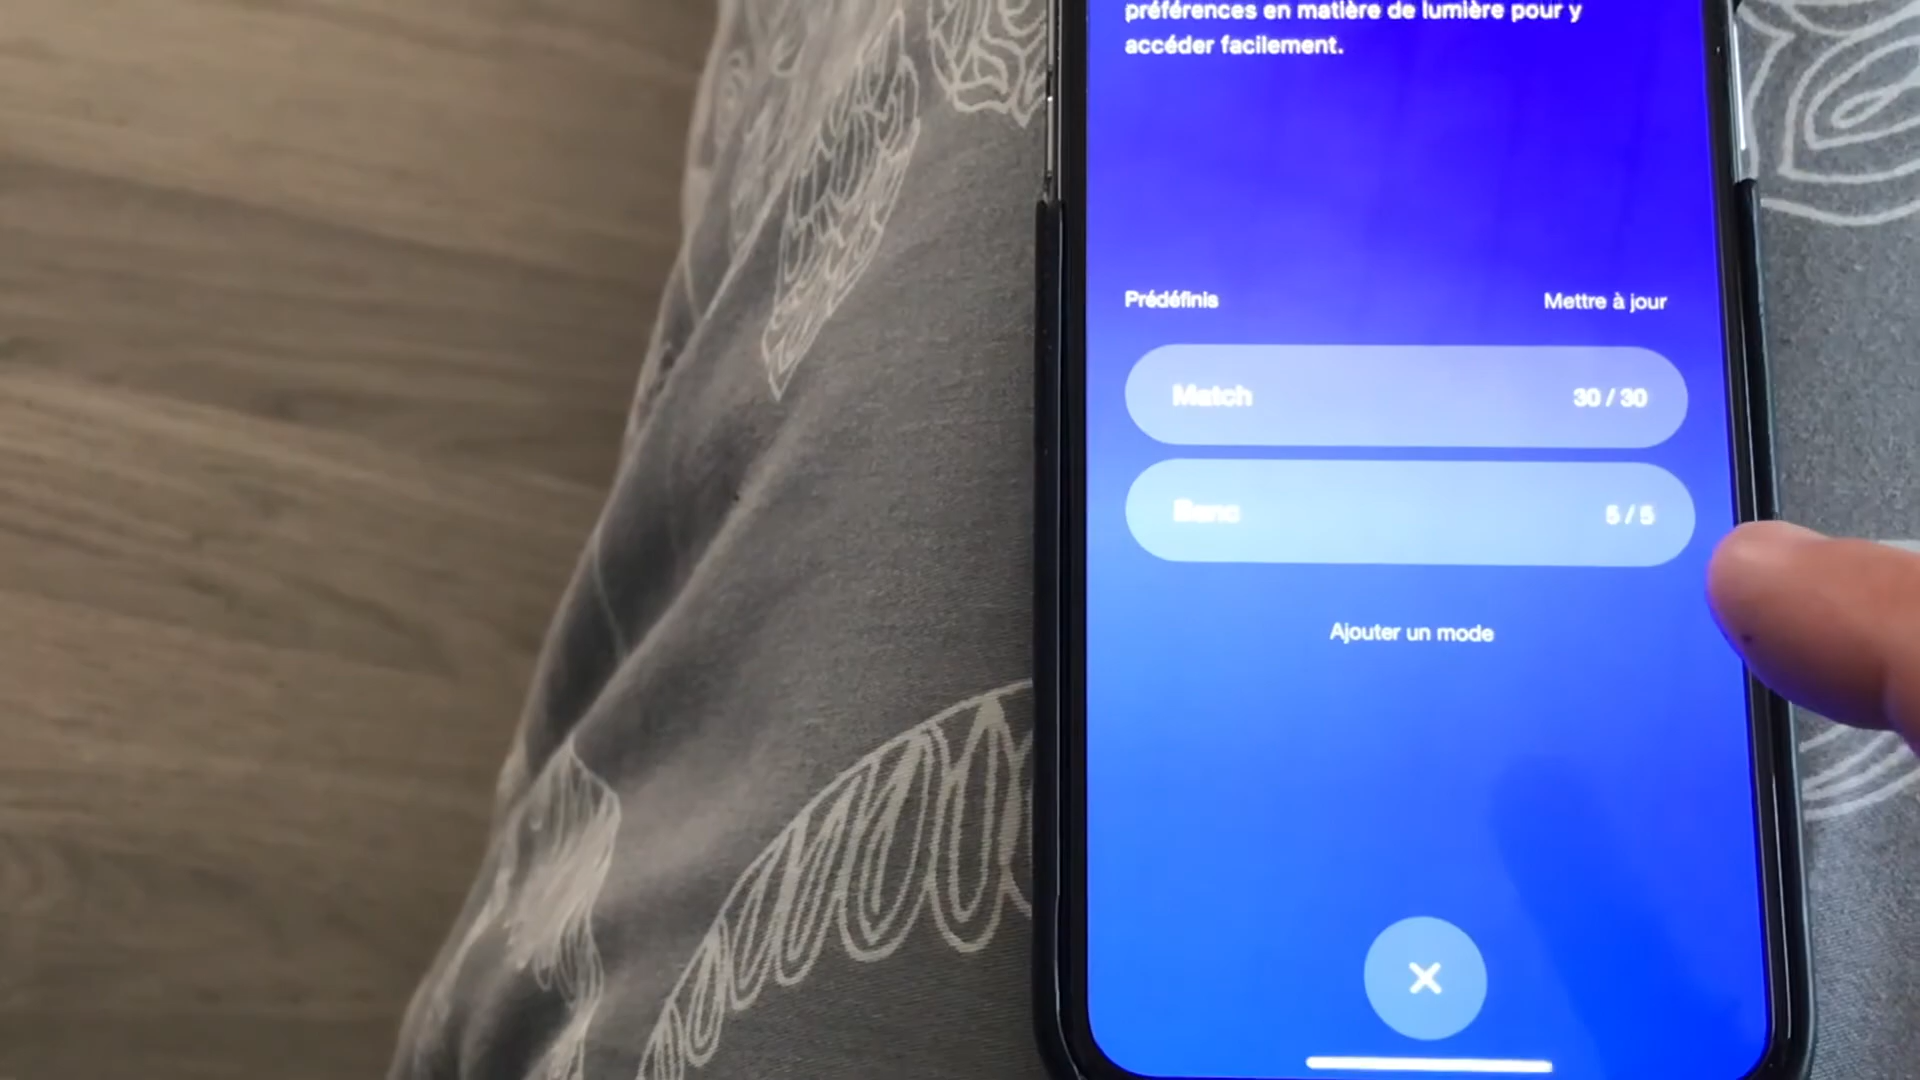 préférences en matière de lumière pour y
accéder facilement.
Prédéfinis
Mettre à jour
Match
30 / 30
Banc
5 / 5
Ajouter un mode